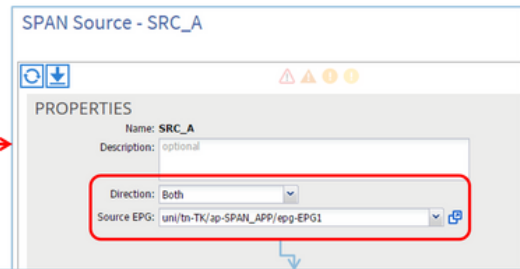 SPAN Source - SRC_A
PROPERTIES
Name: SRC_A
Description: optional
Direction: Both
Source EPG: uni/tn-TK/ap-SPAN_APP/epg-EPG1